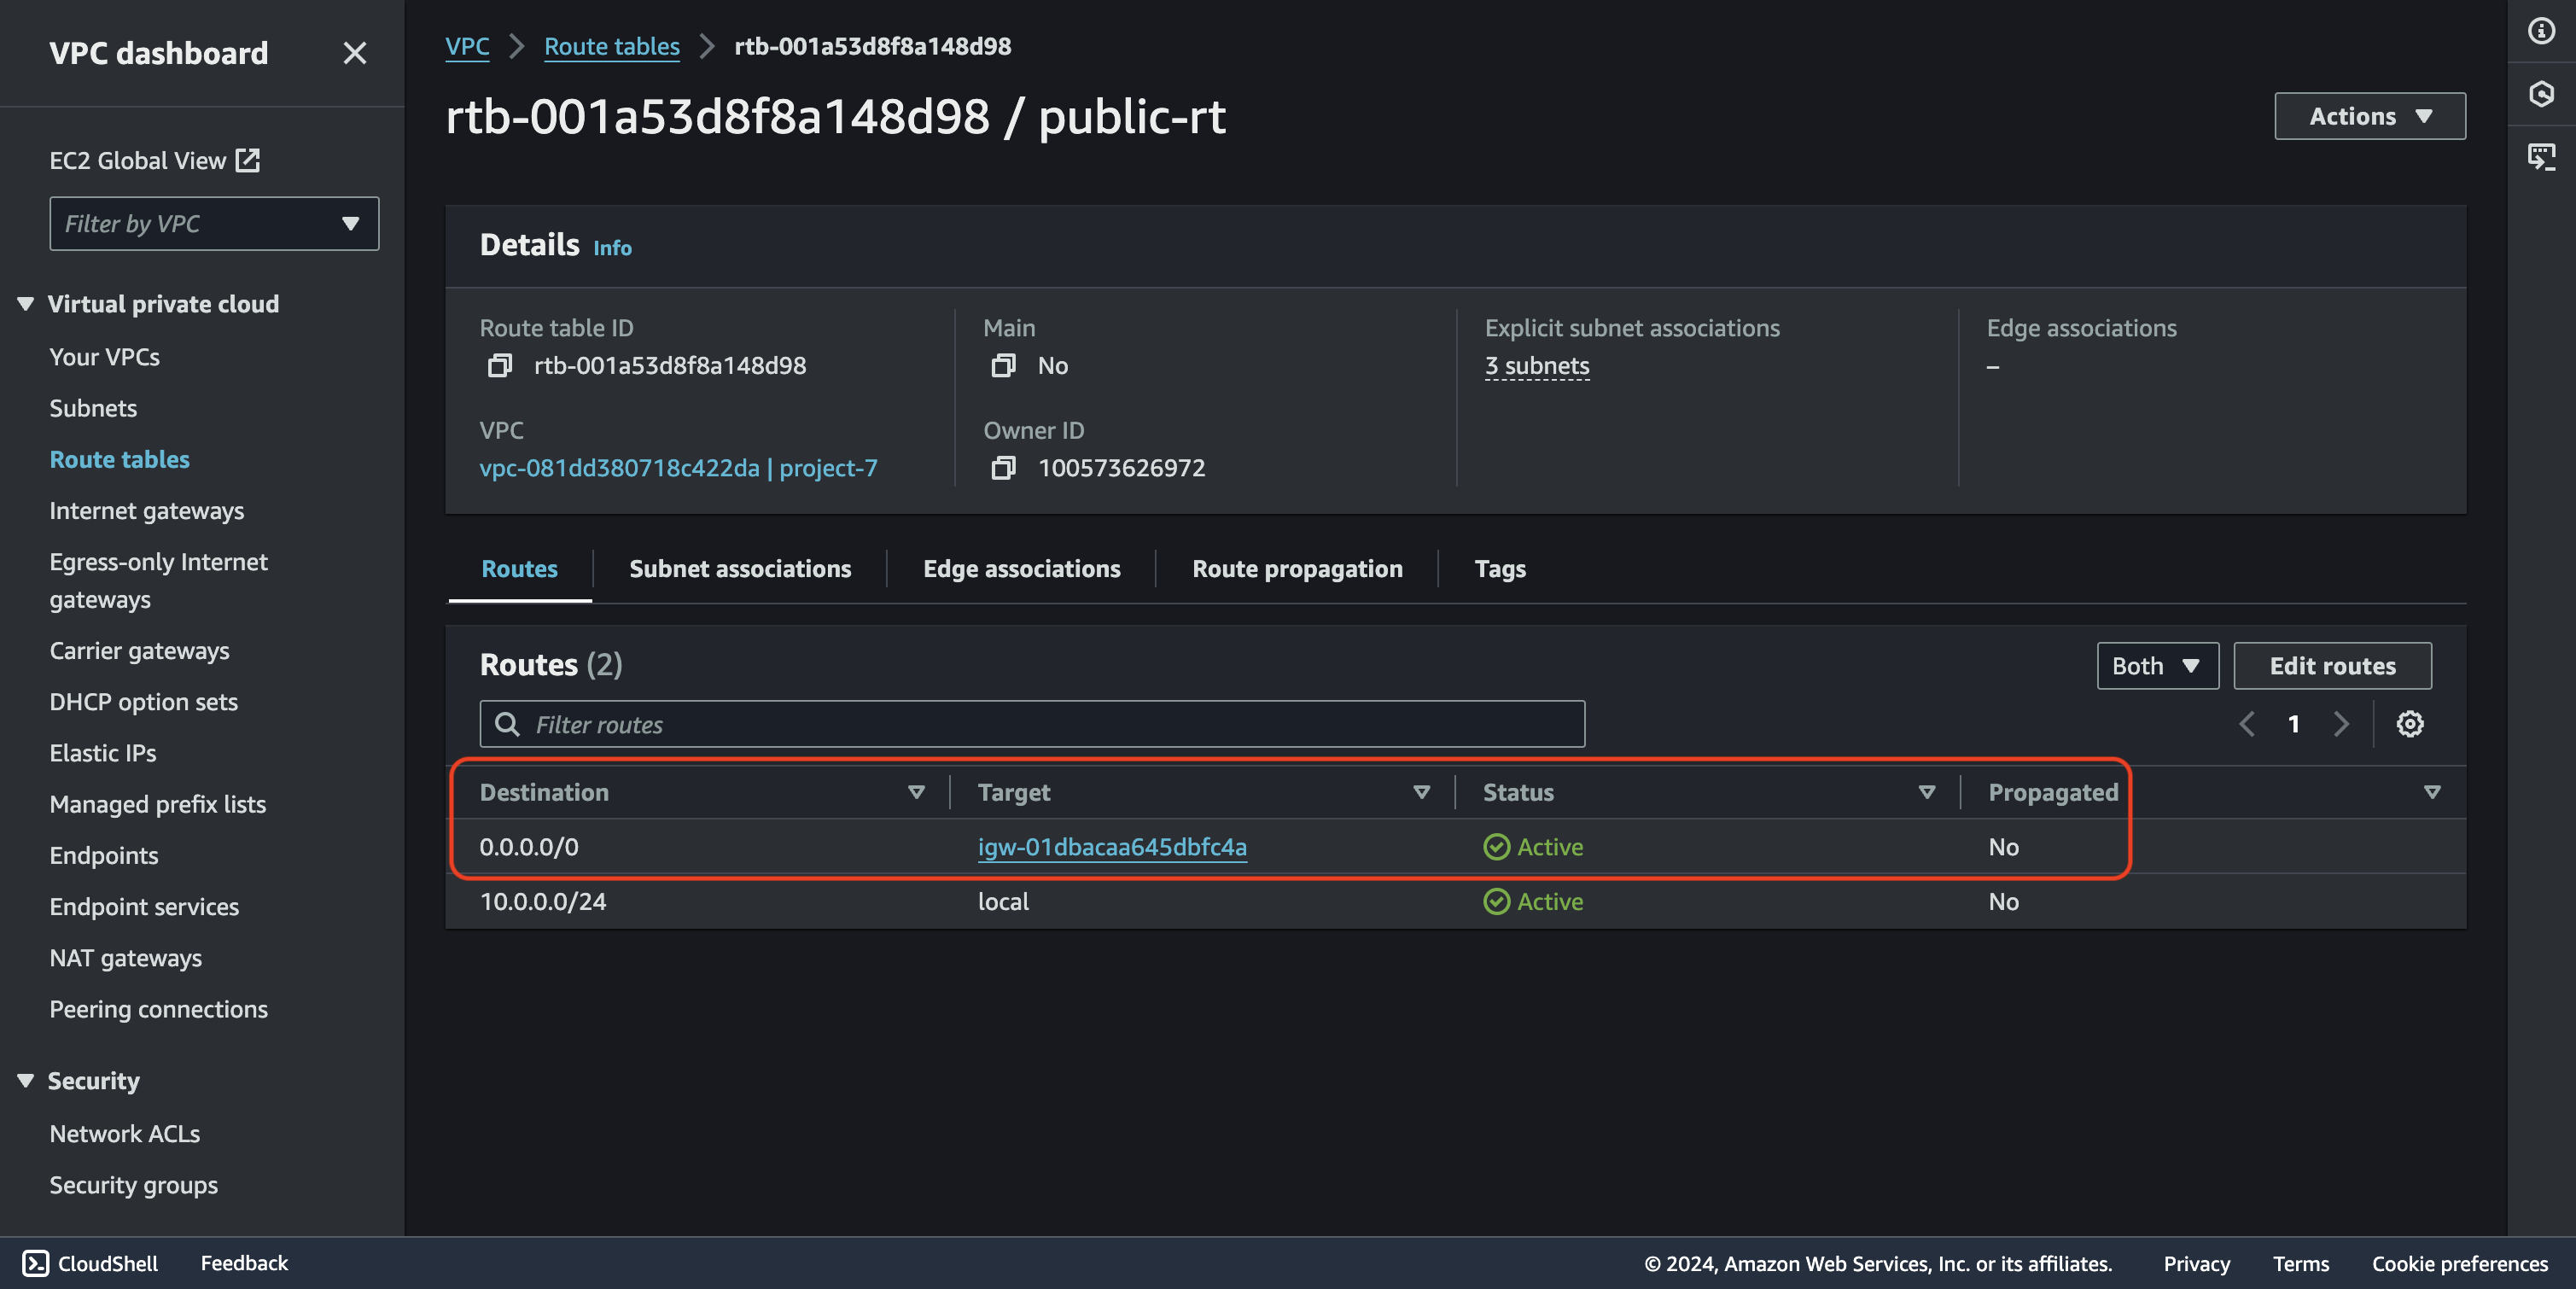 VPC dashboard
EC2 Global View
Filter by VPC
Virtual private cloud
Your VPCs
Subnets
Route tables
Internet gateways
Egress-only Internet
gateways
Carrier gateways
DHCP option sets
Elastic IPs
Managed prefix lists
Endpoints
Endpoint services
NAT gateways
Peering connections
Security
Network ACLs
Security groups
VPC Route tables rtb-001a53d8f8a148d98
rtb-001a53d8f8a148d98 / public-rt
Actions
Details Info
Route table ID
rtb-001a53d8f8a148d98
Main
No
Explicit subnet associations
3 subnets
Edge associations
–
VPC
vpc-081dd380718c422da | project-7
Owner ID
100573626972
Routes Subnet associations Edge associations Route propagation Tags
Routes (2)
Both
Edit routes
Filter routes
1
Destination Target Status Propagated
0.0.0.0/0 igw-01dbacaa645dbfc4a Active No
10.0.0.0/24 local Active No
CloudShell Feedback
© 2024, Amazon Web Services, Inc. or its affiliates. Privacy Terms Cookie preferences